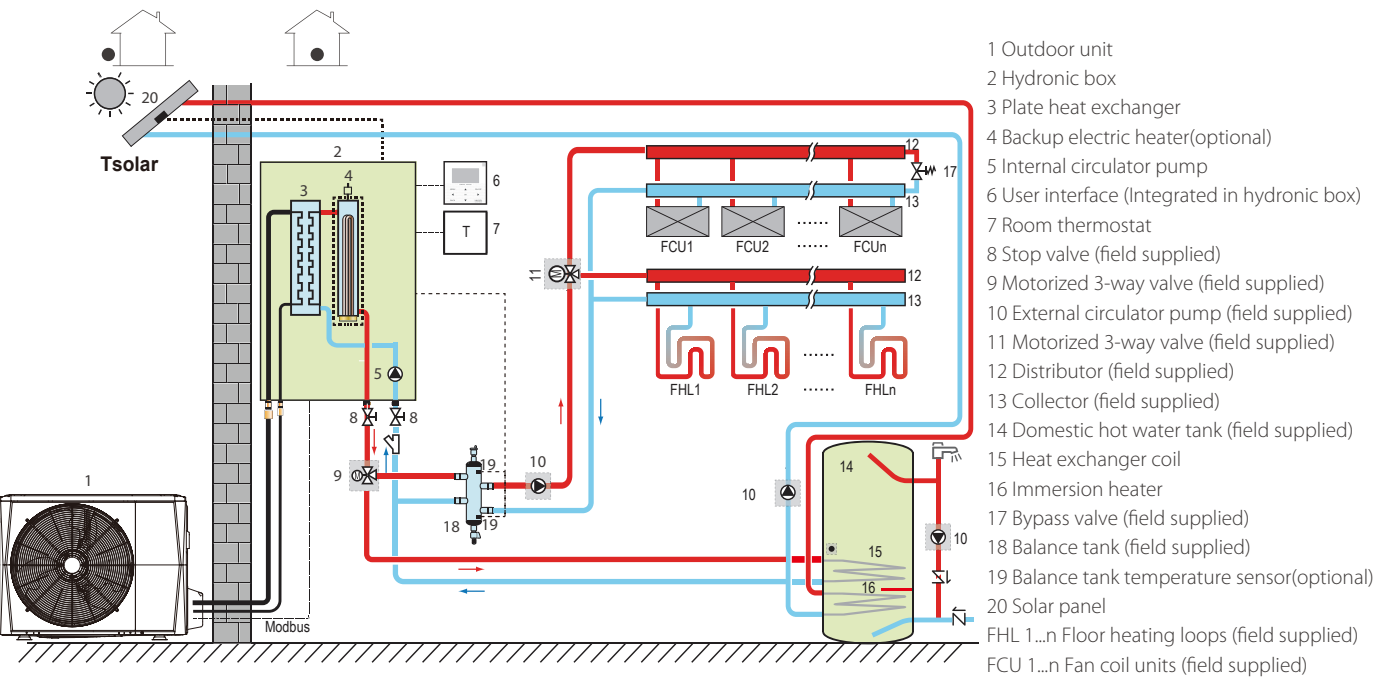 20
Tsolar
2
3
4
5
6
T
7
8
8
9
1
Modbus
10
11
12
17
13
FCU1
FCU2
......
......
FCUn
12
13
FHL1
FHL2
......
......
FHLn
19
18
19
10
14
10
15
16
1 Outdoor unit
2 Hydronic box
3 Plate heat exchanger
4 Backup electric heater(optional)
5 Internal circulator pump
6 User interface (Integrated in hydronic box)
7 Room thermostat
8 Stop valve (field supplied)
9 Motorized 3-way valve (field supplied)
10 External circulator pump (field supplied)
11 Motorized 3-way valve (field supplied)
12 Distributor (field supplied)
13 Collector (field supplied)
14 Domestic hot water tank (field supplied)
15 Heat exchanger coil
16 Immersion heater
17 Bypass valve (field supplied)
18 Balance tank (field supplied)
19 Balance tank temperature sensor(optional)
20 Solar panel
FHL 1...n Floor heating loops (field supplied)
FCU 1...n Fan coil units (field supplied)